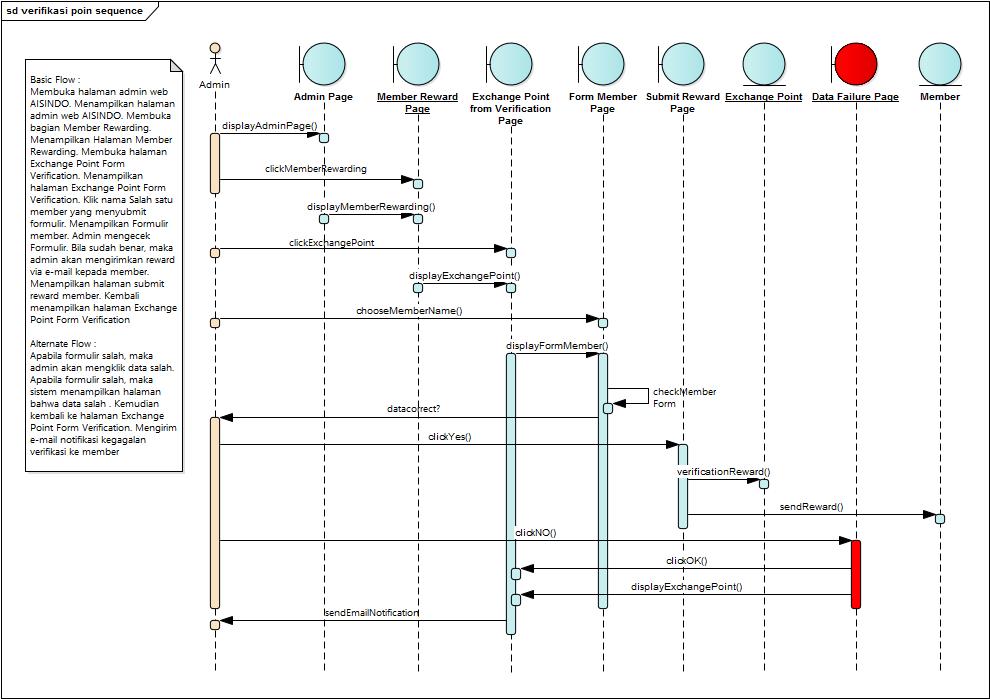 sd verifikasi poin sequence
Basic Flow :
Membuka halaman admin web
AISINDO. Menampilkan halaman
admin web AISINDO. Membuka
bagian Member Rewarding.
Menampilkan Halaman Member
Rewarding. Membuka halaman
Exchange Point Form
Verification. Menampilkan
halaman Exchange Point Form
Verification. Klik nama Salah satu
member yang menyubmit
formulir. Menampilkan Formulir
member. Admin mengecek
Formulir. Bila sudah benar, maka
admin akan mengirimkan reward
via e-mail kepada member.
Menampilkan halaman submit
reward member. Kembali
menampilkan halaman Exchange
Point Form Verification
Alternate Flow :
Apabila formulir salah, maka
admin akan mengklik data salah.
Apabila formulir salah, maka
sistem menampilkan halaman
bahwa data salah . Kemudian
kembali ke halaman Exchange
Point Form Verification. Mengirim
e-mail notifikasi kegagalan
verifikasi ke member
Admin
Admin Page
Member Reward
Page
Exchange Point
from Verification
Page
Form Member
Page
Submit Reward
Page
Exchange Point
Data Failure Page
Member
displayAdminPage()
clickMemberRewarding
displayMemberRewarding()
clickExchangePoint
displayExchangePoint()
chooseMemberName()
displayFormMember()
checkMember
Form
datacorrect?
clickYes()
verificationReward()
sendReward()
clickNO()
clickOK()
displayExchangePoint()
sendEmailNotification